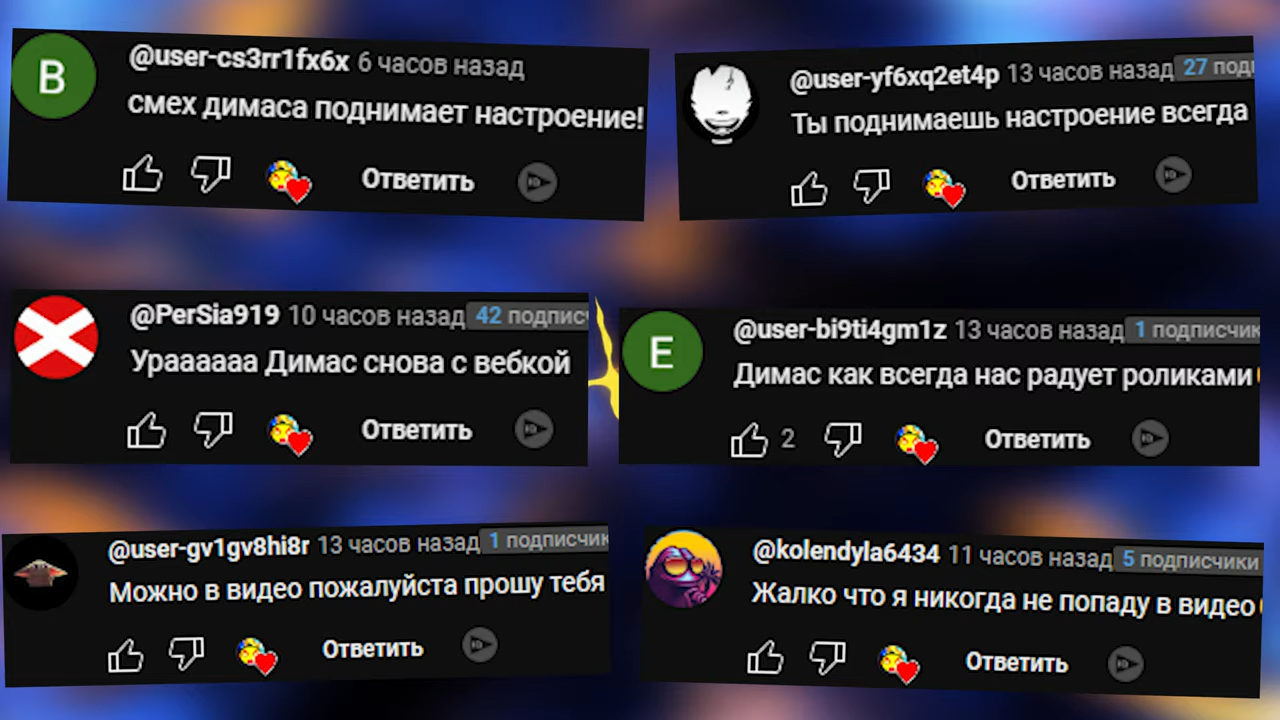 B
@user-cs3rr1fx6x 6 часов назад
смех димаса поднимает настроение!
Ответить
@user-yf6xq2et4p 13 часов назад 27 подп
Ты поднимаешь настроение всегда
Ответить
@PerSia919 10 часов назад 42 подпис
Ураааааа Димас снова с вебкой
Ответить
E
@user-bi9ti4gm1z 13 часов назад 1 подписчик
Димас как всегда нас радует роликами
2
Ответить
@user-gv1gv8hi8r 13 часов назад 1 подписчик
Можно в видео пожалуйста прошу тебя
Ответить
@kolendyla6434 11 часов назад 5 подписчики
Жалко что я никогда не попаду в видео
Ответить